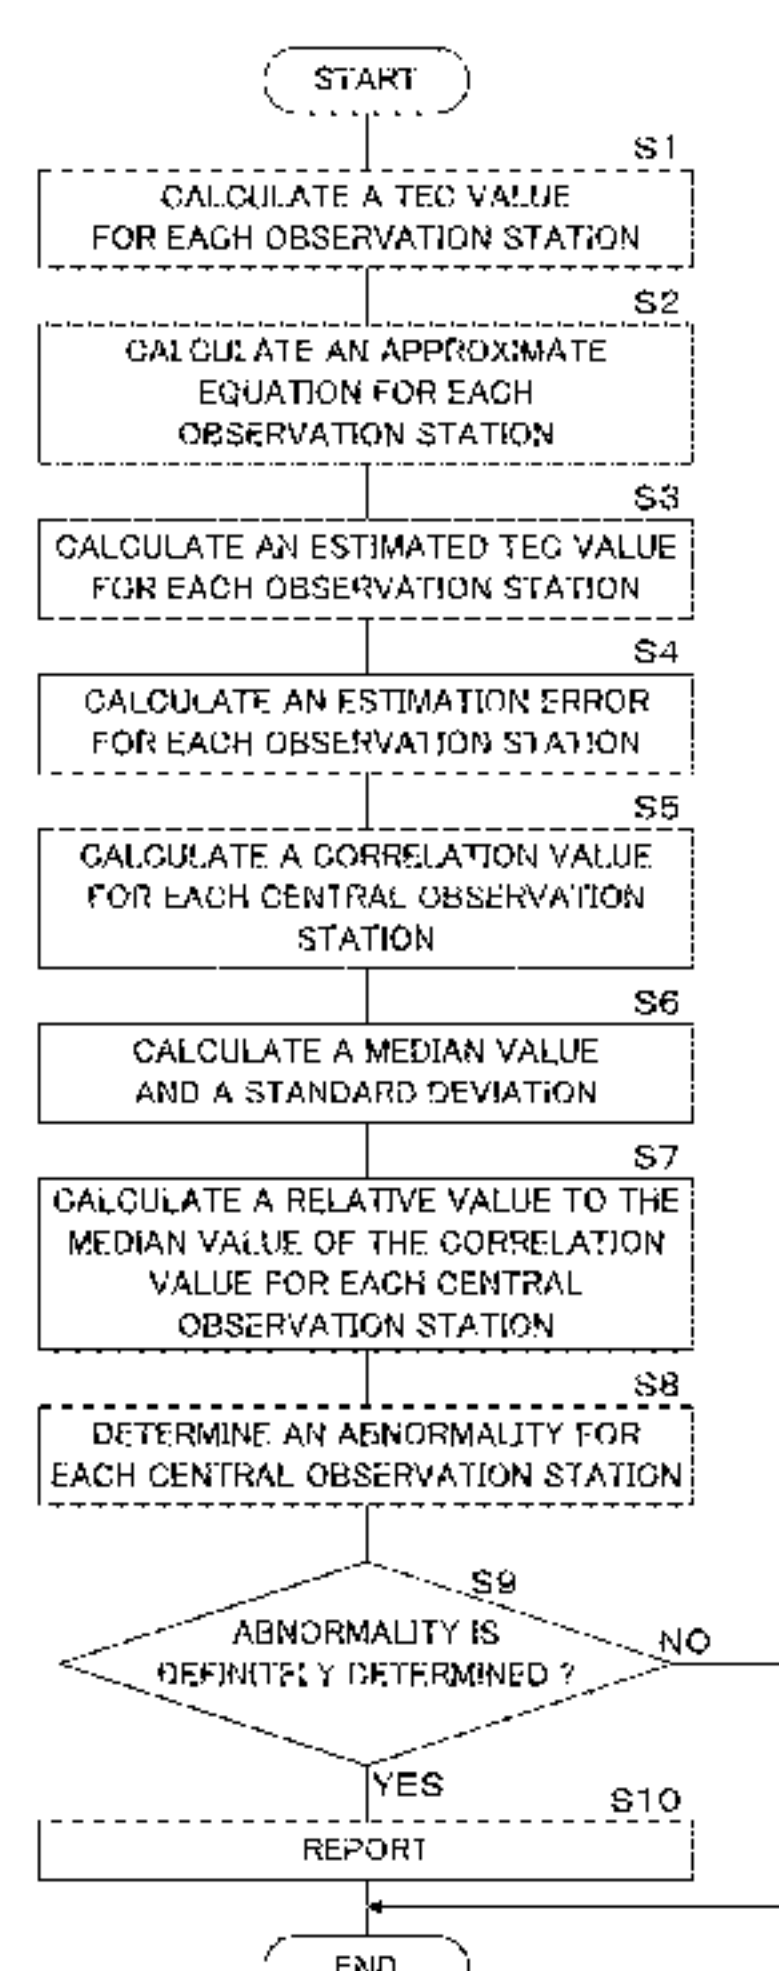 START
S1
CALCULATE A TEC VALUE
FOR EACH OBSERVATION STATION
S2
CALCULATE AN APPROXIMATE
EQUATION FOR EACH
OBSERVATION STATION
S3
CALCULATE AN ESTIMATED TEC VALUE
FOR EACH OBSERVATION STATION
S4
CALCULATE AN ESTIMATION ERROR
FOR EACH OBSERVATION STATION
S5
CALCULATE A CORRELATION VALUE
FOR EACH CENTRAL OBSERVATION
STATION
S6
CALCULATE A MEDIAN VALUE
AND A STANDARD DEVIATION
S7
CALCULATE A RELATIVE VALUE TO THE
MEDIAN VALUE OF THE CORRELATION
VALUE FOR EACH CENTRAL
OBSERVATION STATION
S8
DETERMINE AN ABNORMALITY FOR
EACH CENTRAL OBSERVATION STATION
S9
ABNORMALITY IS
DEFINITELY DETERMINED ?
NO
YES
S10
REPORT
END